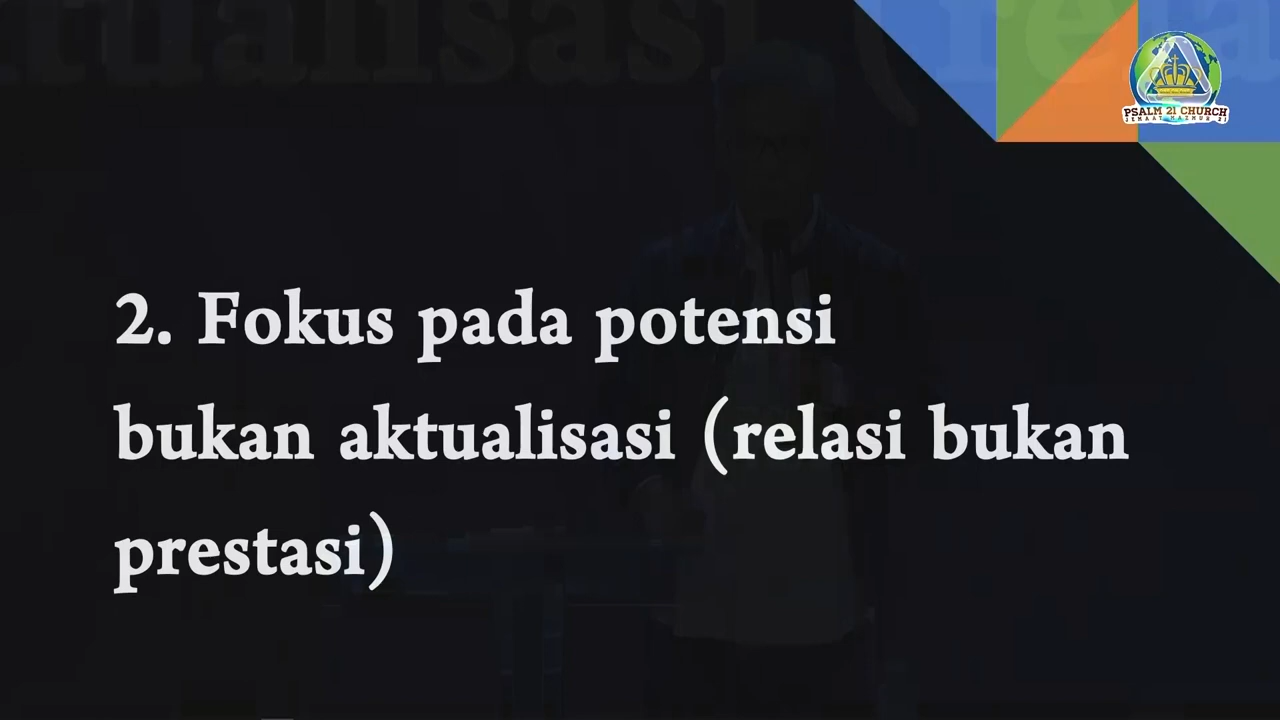 PSALM 21 CHURCH
JEMAAT MAZMUR 21
2. Fokus pada potensi
bukan aktualisasi (relasi bukan
prestasi)